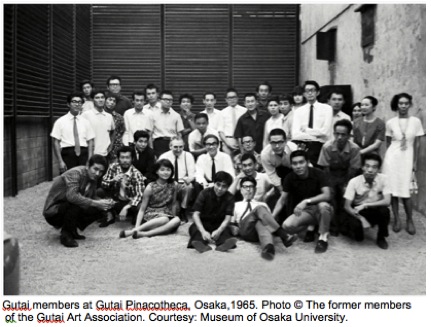 Gutai members at Gutai Pinacotheca, Osaka,1965. Photo © The former members
of the Gutai Art Association. Courtesy: Museum of Osaka University.